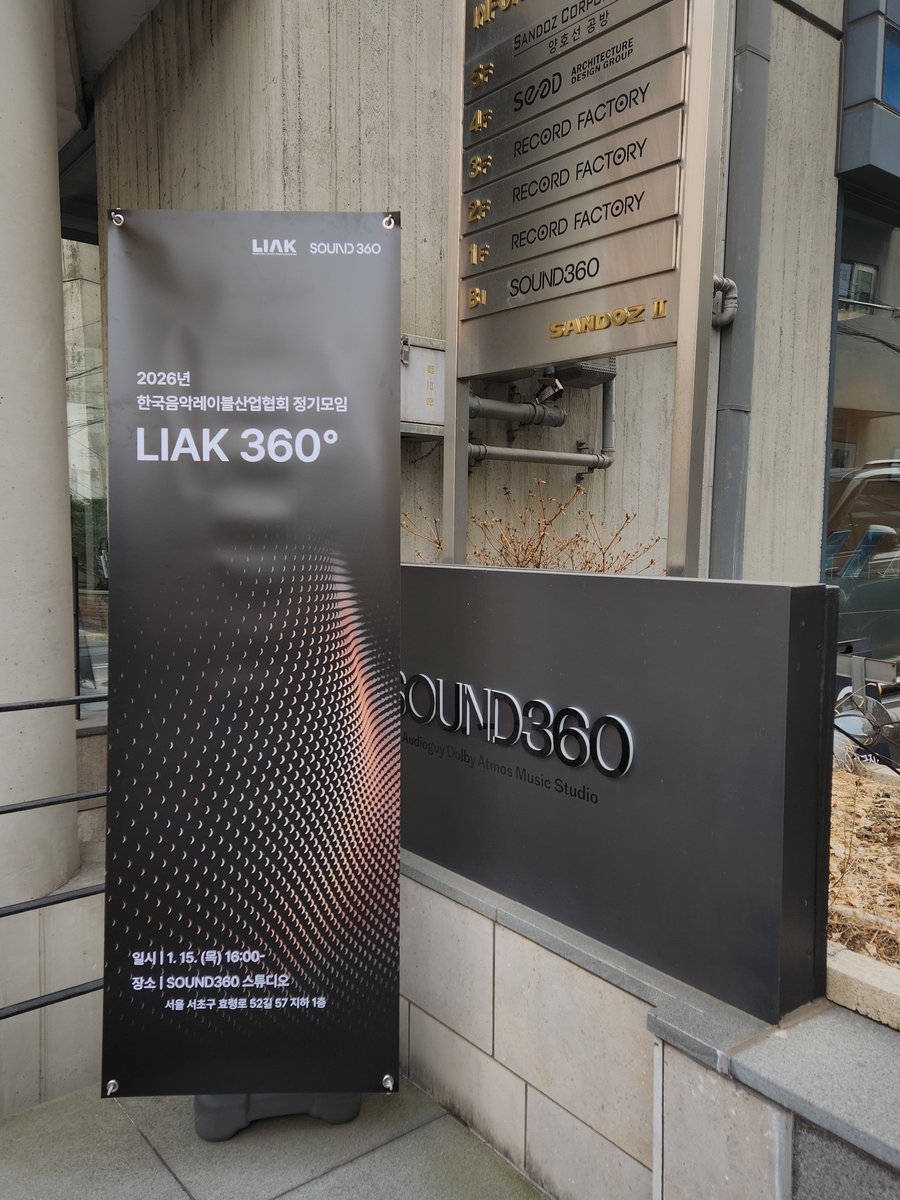 LIAK SOUND360
2026년
한국음악레이블산업협회 정기모임
LIAK 360°
일시 | 1. 15. (목) 16:00-
장소 | SOUND360 스튜디오
서울 서초구 효령로 52길 57 지하 1층
SANDOZ
양호선 공방
5F
SEED ARCHITECTURE
DESIGN GROUP
4F
RECORD FACTORY
3F
RECORD FACTORY
2F
RECORD FACTORY
1F
SOUND360
B1
SANDOZ II
SOUND360
Audioguy Dolby Atmos Music Studio